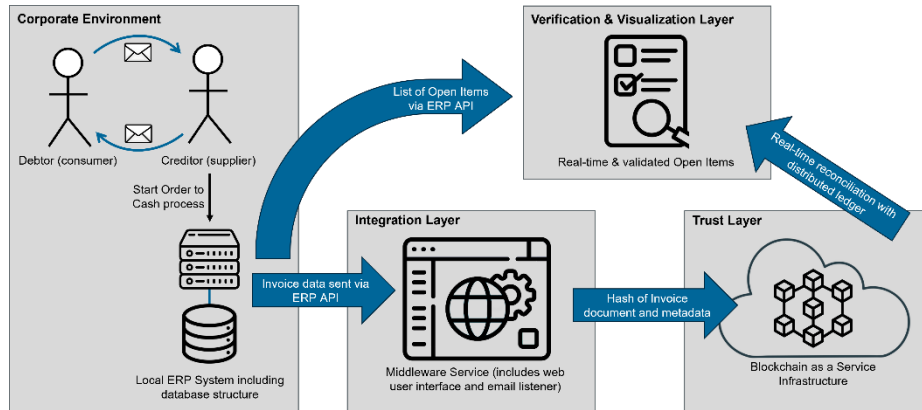 Corporate Environment
Debtor (consumer)
Creditor (supplier)
Start Order to
Cash process
Local ERP System including
database structure
List of Open Items
via ERP API
Invoice data sent via
ERP API
Verification & Visualization Layer
Real-time & validated Open Items
Integration Layer
Middleware Service (includes web
user interface and email listener)
Hash of Invoice
document and metadata
Trust Layer
Blockchain as a Service
Infrastructure
Real-time reconciliation with
distributed ledger